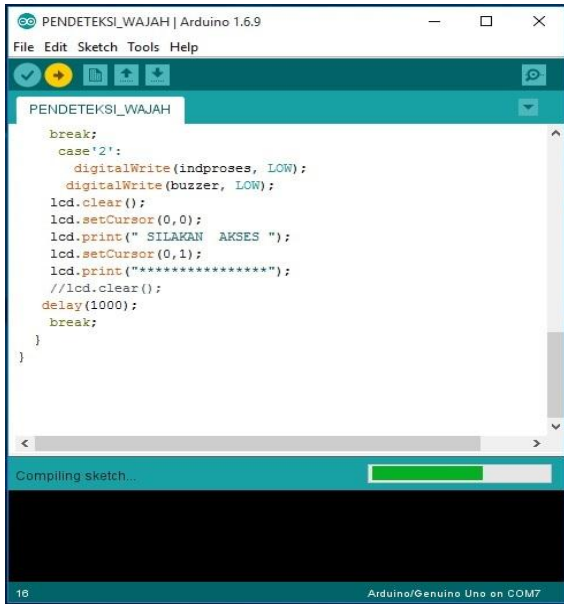 PENDETEKSI_WAJAH | Arduino 1.6.9
File Edit Sketch Tools Help
PENDETEKSI_WAJAH
break;
case'2':
digitalWrite(indproses, LOW);
digitalWrite(buzzer, LOW);
lcd.clear();
lcd.setCursor(0,0);
lcd.print(" SILAKAN  AKSES ");
lcd.setCursor(0,1);
lcd.print("****************");
//lcd.clear();
delay(1000);
break;
}
}
Compiling sketch...
16
Arduino/Genuino Uno on COM7